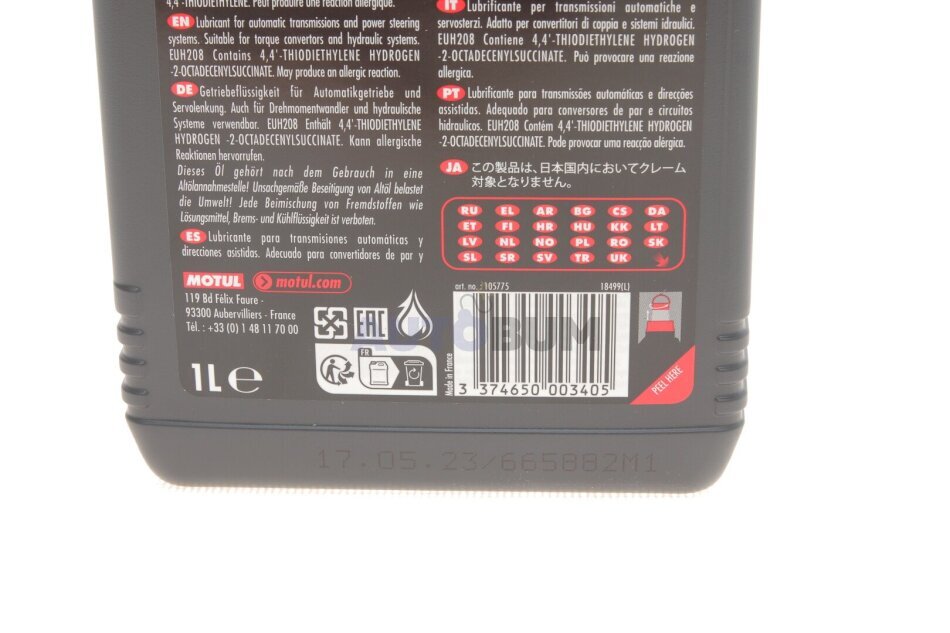 4,4'-THIODIETHYLENE. Peut produire une réaction allergique.
EN Lubricant for automatic transmissions and power steering
systems. Suitable for torque convertors and hydraulic systems.
EUH208 Contains 4,4'-THIODIETHYLENE HYDROGEN
-2-OCTADECENYLSUCCINATE. May produce an allergic reaction.
DE Getriebeflüssigkeit für Automatikgetriebe und
Servolenkung. Auch für Drehmomentwandler und hydraulische
Systeme verwendbar. EUH208 Enthält 4,4'-THIODIETHYLENE
HYDROGEN -2-OCTADECENYLSUCCINATE. Kann allergische
Reaktionen hervorrufen.
Dieses Öl gehört nach dem Gebrauch in eine
Altölannahmestelle! Unsachgemäße Beseitigung von Altöl belastet
die Umwelt! Jede Beimischung von Fremdstoffen wie
Lösungsmittel, Brems- und Kühlflüssigkeit ist verboten.
ES Lubricante para transmisiones automáticas y
direcciones asistidas. Adecuado para convertidores de par y
IT Lubrificante per trasmissioni automatiche e
servosterzi. Adatto per convertitori di coppia e sistemi idraulici.
EUH208 Contiene 4,4'-THIODIETHYLENE HYDROGEN
-2-OCTADECENYLSUCCINATE. Può provocare una reazione
allergica.
PT Lubrificante para transmissões automáticas e direcções
assistidas. Adequado para conversores de par e circuitos
hidraulicos. EUH208 Contém 4,4'-THIODIETHYLENE HYDROGEN
-2-OCTADECENYLSUCCINATE. Pode provocar uma reacção alérgica.
JA この製品は、日本国内においてクレーム
対象となりません。
RU EL AR BG CS DA
ET FI HR HU KK LT
LV NL NO PL RO SK
SL SR SV TR UK
MOTUL motul.com
119 Bd Félix Faure -
93300 Aubervilliers - France
Tél. : +33 (0) 1 48 11 70 00
1L e
EAC
FR
AUTOBUM
art. no. : 105775 18499(L)
Made in France
3 374650 003405
PEEL HERE
17.05.23/665882M1